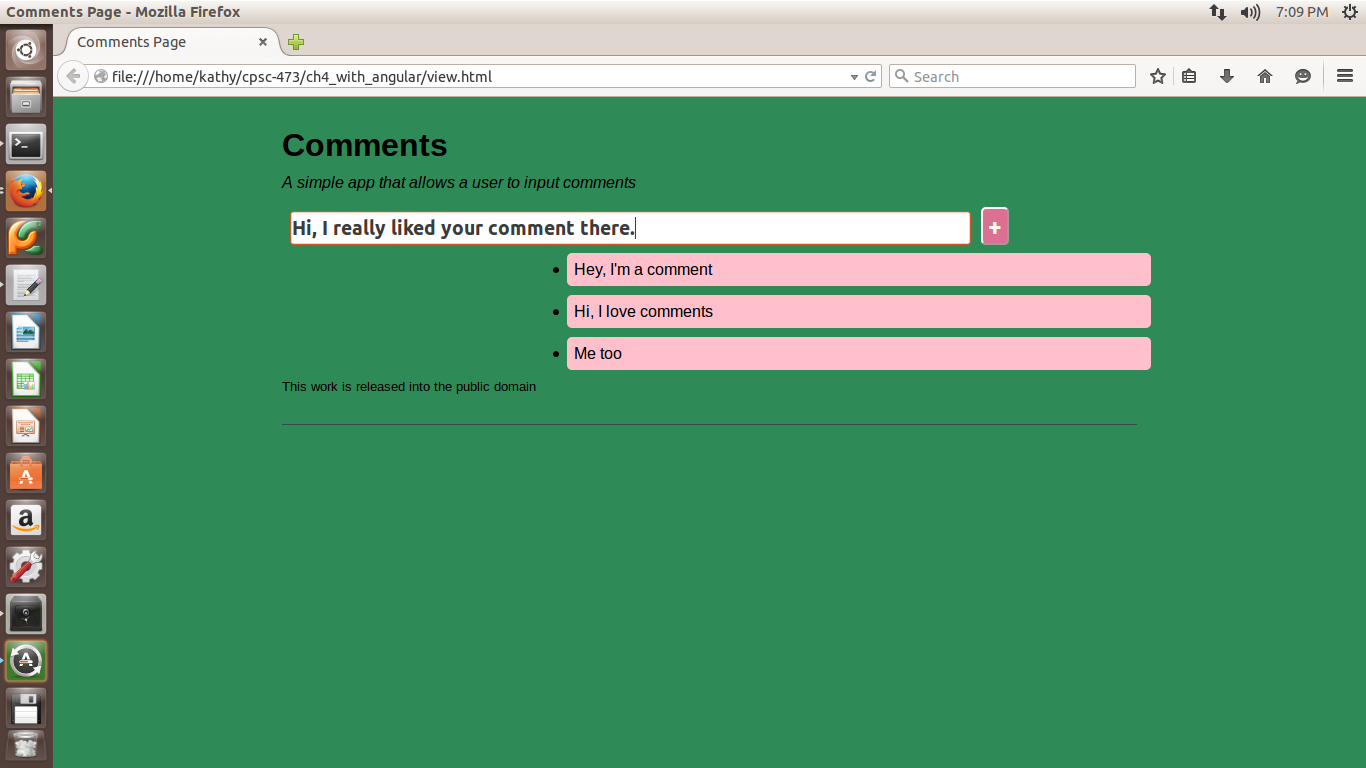 Comments Page - Mozilla Firefox
7:09 PM
Comments Page
file:///home/kathy/cpsc-473/ch4_with_angular/view.html
Search
Comments
A simple app that allows a user to input comments
Hi, I really liked your comment there.
+
Hey, I'm a comment
Hi, I love comments
Me too
This work is released into the public domain